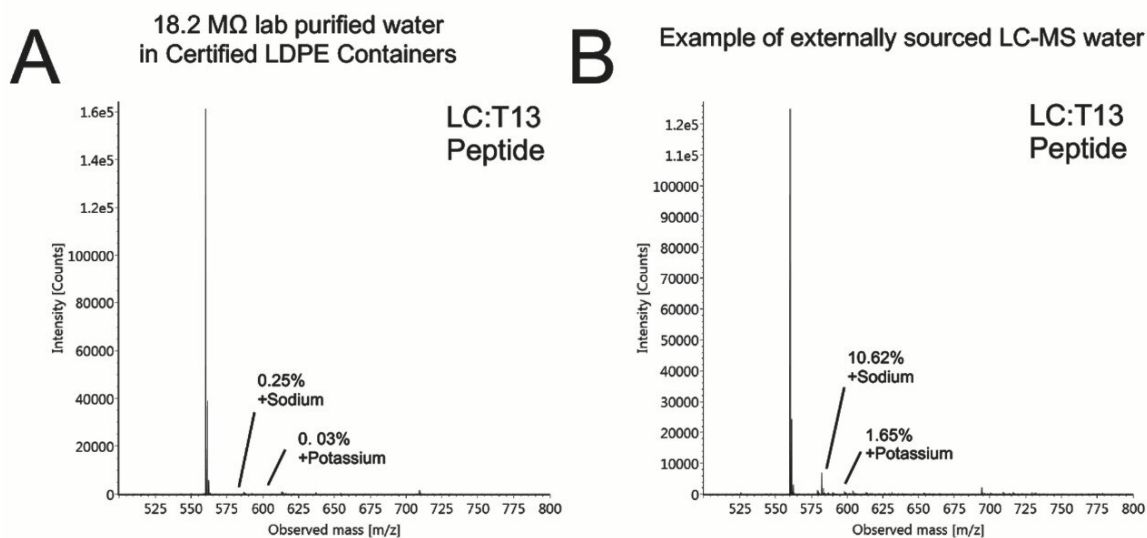 A
18.2 MΩ lab purified water
in Certified LDPE Containers
LC:T13
Peptide
Intensity [Counts]
1.6e5
1.4e5
1.2e5
100000
80000
60000
40000
20000
0
0.25%
+Sodium
0. 03%
+Potassium
525 550 575 600 625 650 675 700 725 750 775 800
Observed mass [m/z]
B
Example of externally sourced LC-MS water
LC:T13
Peptide
Intensity [Counts]
1.2e5
1.1e5
100000
90000
80000
70000
60000
50000
40000
30000
20000
10000
0
10.62%
+Sodium
1.65%
+Potassium
525 550 575 600 625 650 675 700 725 750 775 800
Observed mass [m/z]